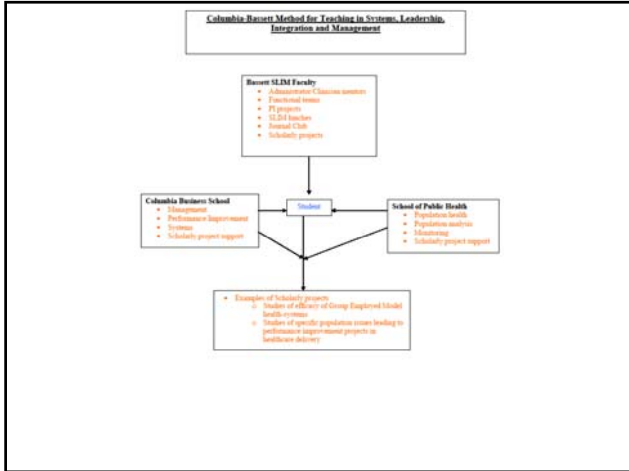 Columbia-Bassett Method for Teaching in Systems, Leadership,
Integration and Management
Bassett SLIM Faculty
• Administrator Clinician mentors
• Functional teams
• PI projects
• SLIM lunches
• Journal Club
• Scholarly projects
Columbia Business School
• Management
• Performance Improvement
• Systems
• Scholarly project support
Student
School of Public Health
• Population health
• Population analysis
• Monitoring
• Scholarly project support
• Examples of Scholarly projects
o Studies of efficacy of Group Employed Model
health systems
o Studies of specific population issues leading to
performance improvement projects in
healthcare delivery